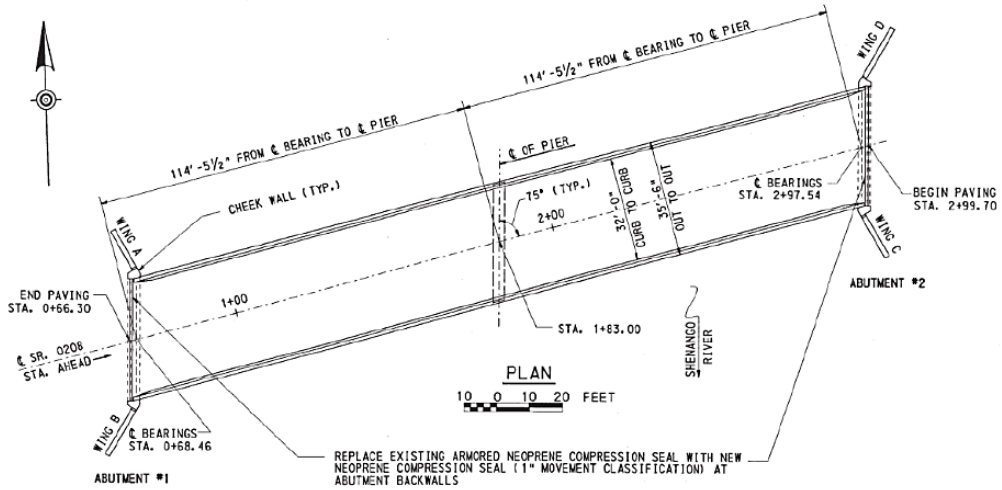 114'-5½" FROM ℄ BEARING TO ℄ PIER
WING D
114'-5½" FROM ℄ BEARING TO ℄ PIER
℄ OF PIER
CHEEK WALL (TYP.)
75° (TYP.)
2+00
32'-0"
CURB TO CURB
35'-6"
OUT TO OUT
℄ BEARINGS
STA. 2+97.54
BEGIN PAVING
STA. 2+99.70
WING A
WING C
ABUTMENT #2
END PAVING
STA. 0+66.30
1+00
STA. 1+83.00
SHENANGO
RIVER
℄ SR. 0208
STA. AHEAD
PLAN
10 0 10 20 FEET
WING B
℄ BEARINGS
STA. 0+68.46
REPLACE EXISTING ARMORED NEOPRENE COMPRESSION SEAL WITH NEW
NEOPRENE COMPRESSION SEAL (1" MOVEMENT CLASSIFICATION) AT
ABUTMENT BACKWALLS
ABUTMENT #1